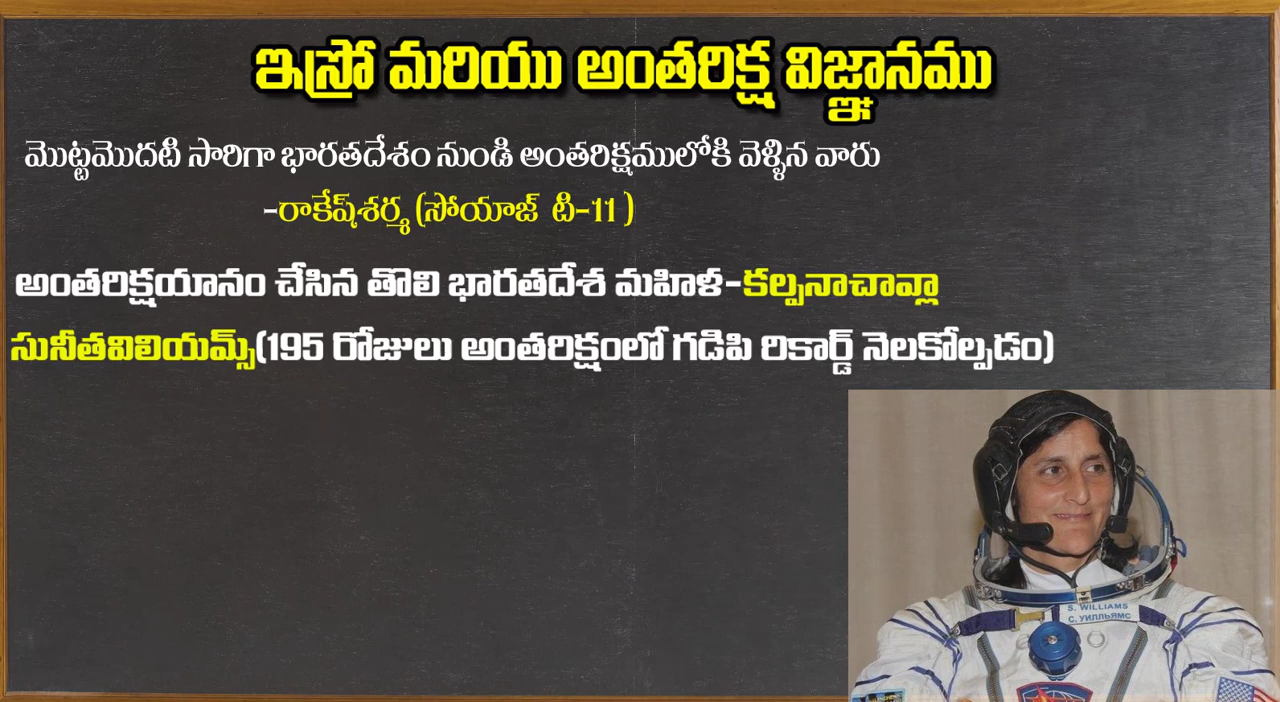 ఇస్రో మరియు అంతరిక్ష విజ్ఞానము
మొట్టమొదటి సారిగా భారతదేశం నుండి అంతరిక్షములోకి వెళ్ళిన వారు
-రాకేష్‌శర్మ (సోయాజ్ టి-11 )
అంతరిక్షయానం చేసిన తొలి భారతదేశ మహిళ-కల్పనాచావ్లా
సునీతవిలియమ్స్(195 రోజులు అంతరిక్షంలో గడిపి రికార్డ్ నెలకోల్పడం)
S. WILLIAMS
С. УИЛЛЬЯМС